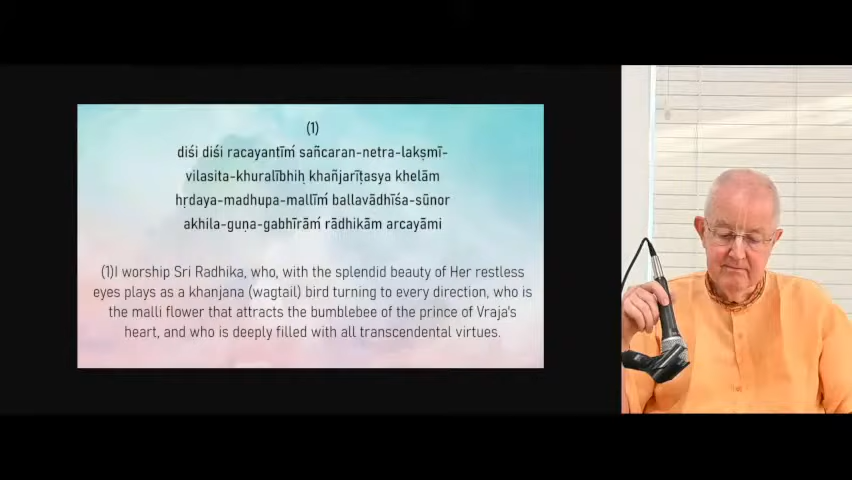 (1)
diśi diśi racayantīṁ sañcaran-netra-lakṣmī-
vilasita-khuralībhiḥ khañjarīṭasya khelām
hṛdaya-madhupa-mallīṁ ballavādhīśa-sūnor
akhila-guṇa-gabhīrāṁ rādhikām arcayāmi
(1)I worship Sri Radhika, who, with the splendid beauty of Her restless
eyes plays as a khanjana (wagtail) bird turning to every direction, who is
the malli flower that attracts the bumblebee of the prince of Vraja's
heart, and who is deeply filled with all transcendental virtues.